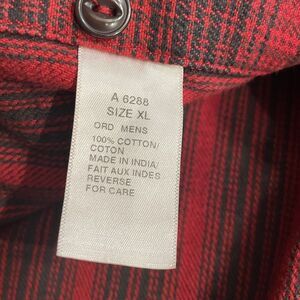 A 6288
SIZE XL
ORD MENS
100% COTTON/
COTON
MADE IN INDIA/
FAIT AUX INDES
REVERSE
FOR CARE